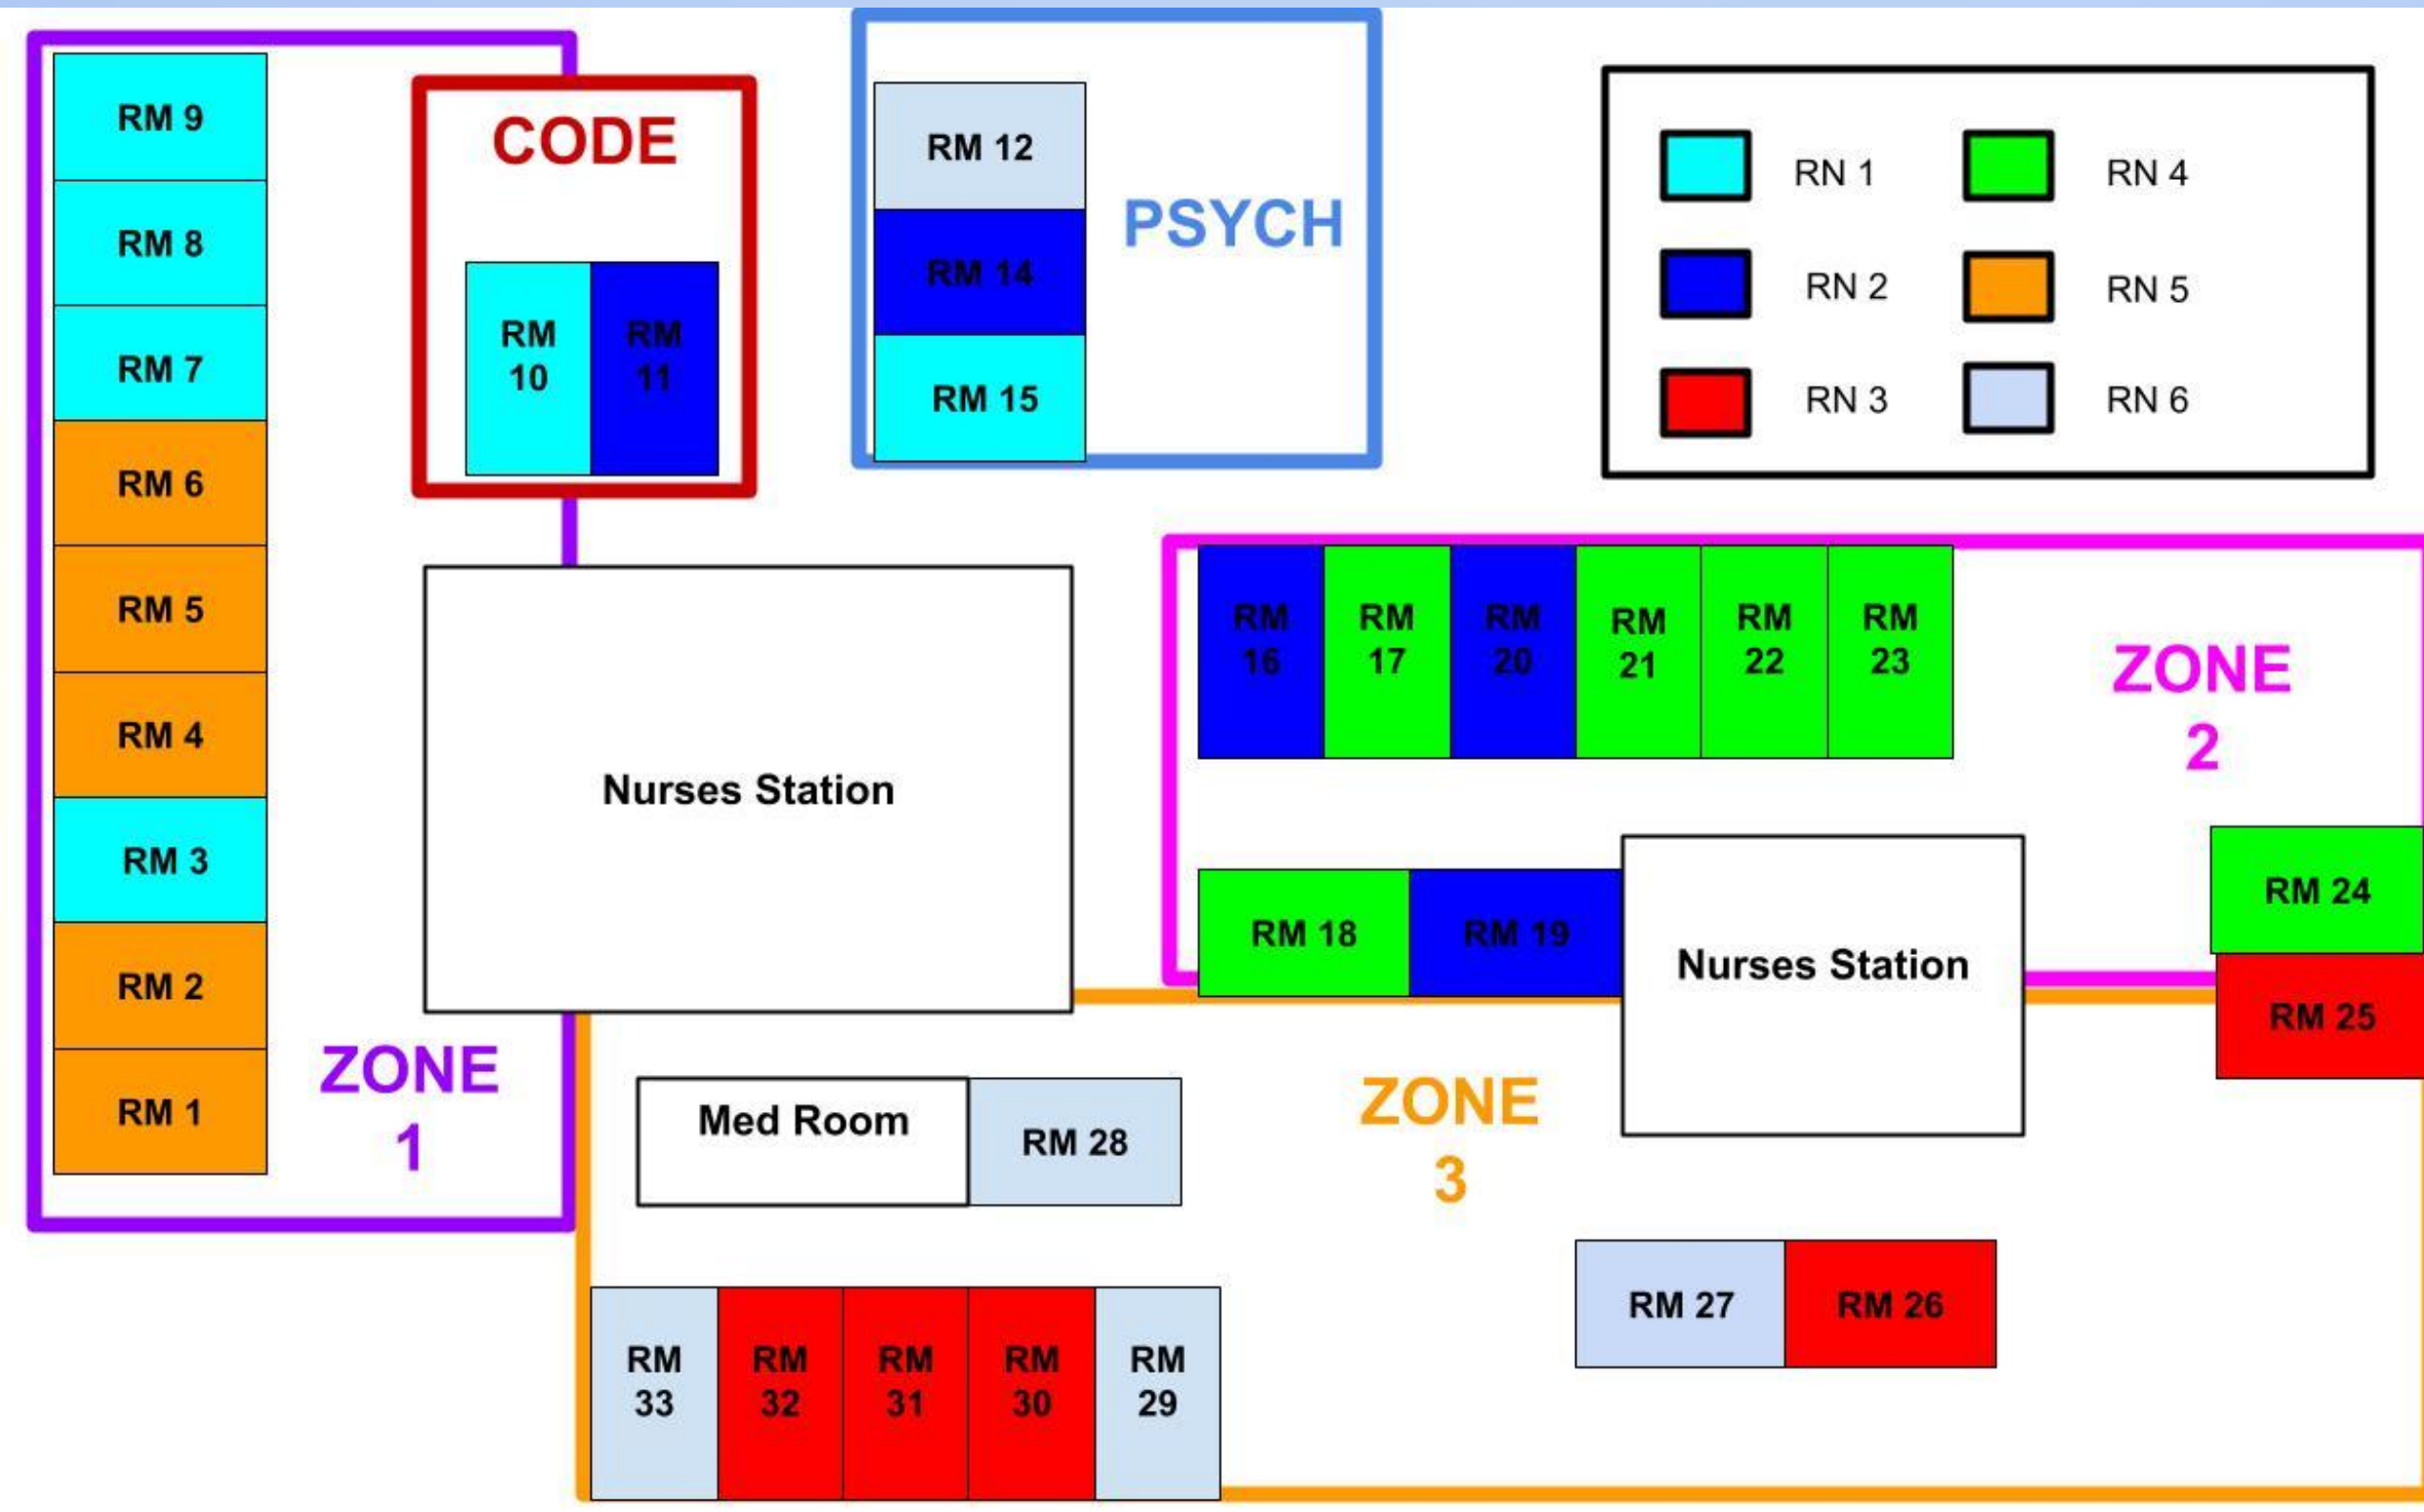 RM 9
RM 8
RM 7
RM 6
RM 5
RM 4
RM 3
RM 2
RM 1
ZONE
1
CODE
RM
10
RM
11
RM 12
RM 14
RM 15
PSYCH
RN 1
RN 4
RN 2
RN 5
RN 3
RN 6
Nurses Station
RM
16
RM
17
RM
20
RM
21
RM
22
RM
23
ZONE
2
RM 18
RM 19
Nurses Station
RM 24
RM 25
Med Room
RM 28
ZONE
3
RM 27
RM 26
RM
33
RM
32
RM
31
RM
30
RM
29